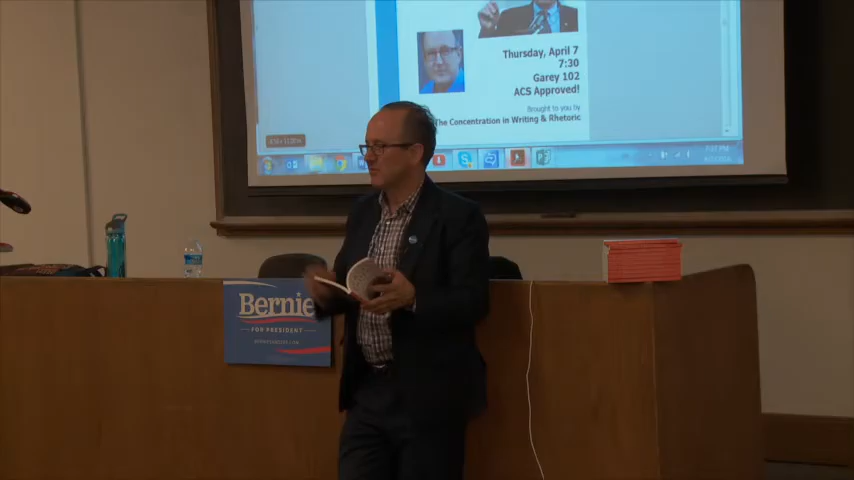 Thursday, April 7
7:30
Garey 102
ACS Approved!
Brought to you by
The Concentration in Writing & Rhetoric
Bernie
FOR PRESIDENT